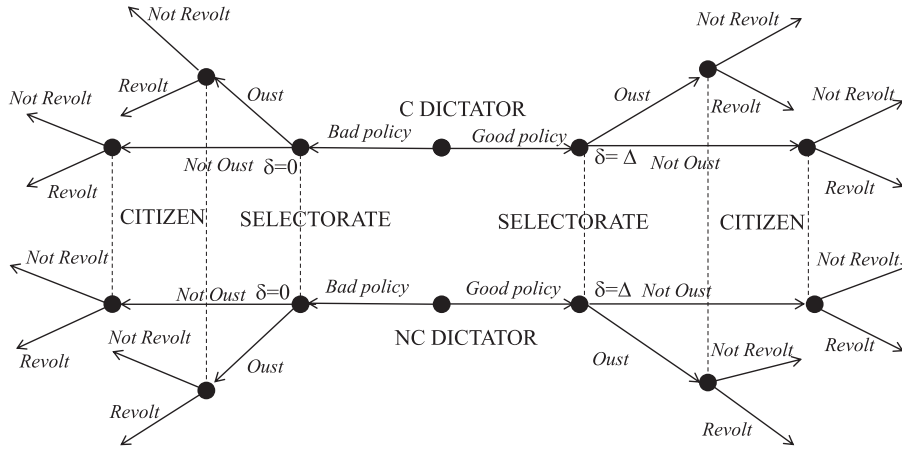 Not Revolt
Not Revolt
Revolt
Oust
C DICTATOR
Oust
Revolt
Not Revolt
Not Revolt
Bad policy
Good policy
Not Oust
δ=0
δ= Δ
Not Oust
Revolt
Revolt
CITIZEN
SELECTORATE
SELECTORATE
CITIZEN
Not Revolt
Not Revolt
Not Oust
δ=0
Bad policy
Good policy
δ=Δ
Not Oust
Revolt
Not Revolt
Oust
NC DICTATOR
Oust
Not Revolt
Revolt
Revolt
Revolt